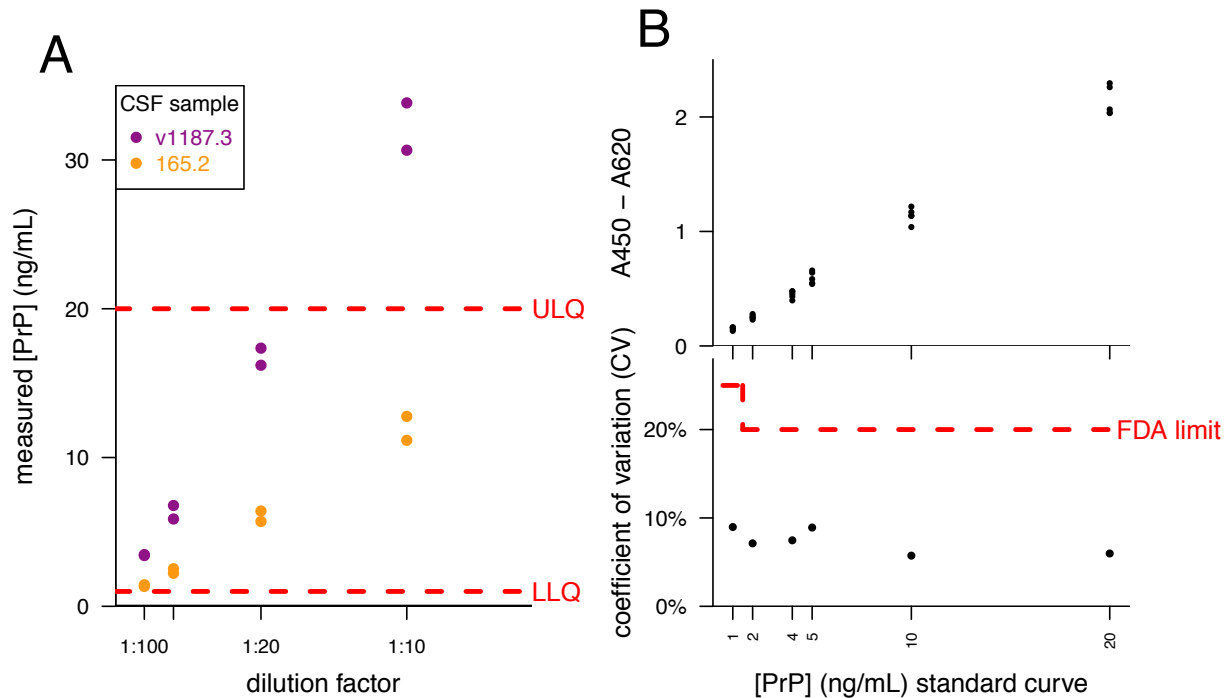 A
CSF sample
v1187.3
165.2
measured [PrP] (ng/mL)
30
20
10
0
ULQ
LLQ
1:100
1:20
1:10
dilution factor
B
A450 – A620
2
1
0
coefficient of variation (CV)
20%
10%
0%
FDA limit
1
2
4
5
10
20
[PrP] (ng/mL) standard curve